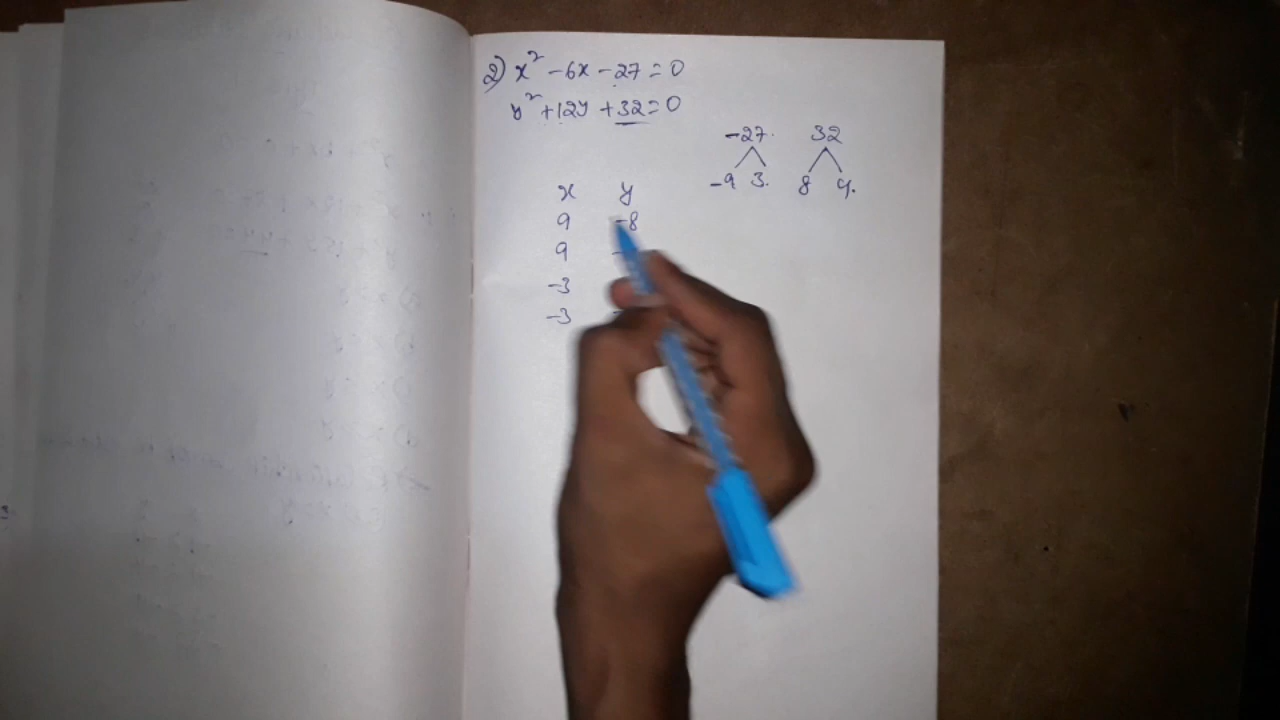 2) x² - 6x - 27 = 0
y² + 12y + 32 = 0
-27. 32
-9 3. 8 4.
x y
9 -8
9 -
-3
-3 -